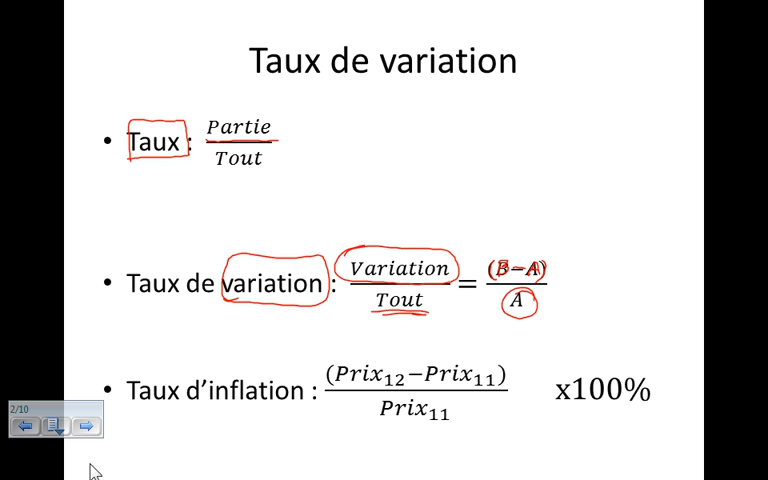 Taux de variation
• Taux : Partie / Tout
• Taux de variation : Variation / Tout = (B−A) / A
• Taux d’inflation : (Prix₁₂−Prix₁₁) / Prix₁₁ x100%
2/10